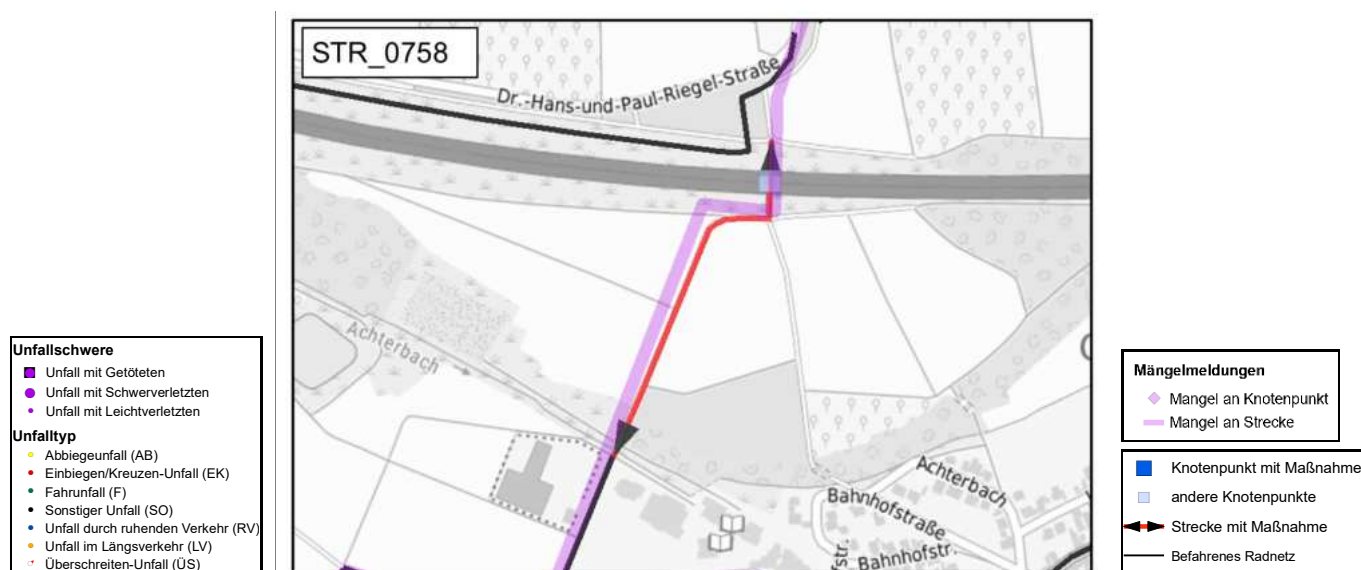 STR_0758
Dr.-Hans-und-Paul-Riegel-Straße
Achterbach
Achterbach
Bahnhofstraße
Bahnhofstr.
Unfallschwere
Unfall mit Getöteten
Unfall mit Schwerverletzten
Unfall mit Leichtverletzten
Unfalltyp
Abbiegeunfall (AB)
Einbiegen/Kreuzen-Unfall (EK)
Fahrunfall (F)
Sonstiger Unfall (SO)
Unfall durch ruhenden Verkehr (RV)
Unfall im Längsverkehr (LV)
Überschreiten-Unfall (ÜS)
Mängelmeldungen
Mangel an Knotenpunkt
Mangel an Strecke
Knotenpunkt mit Maßnahme
andere Knotenpunkte
Strecke mit Maßnahme
Befahrenes Radnetz